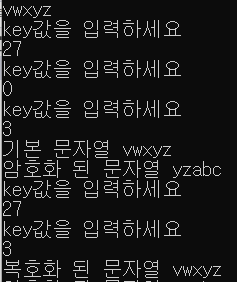 vwxyz
key값을 입력하세요
27
key값을 입력하세요
0
key값을 입력하세요
3
기본 문자열 vwxyz
암호화 된 문자열 yzabc
key값을 입력하세요
27
key값을 입력하세요
3
복호화 된 문자열 vwxyz